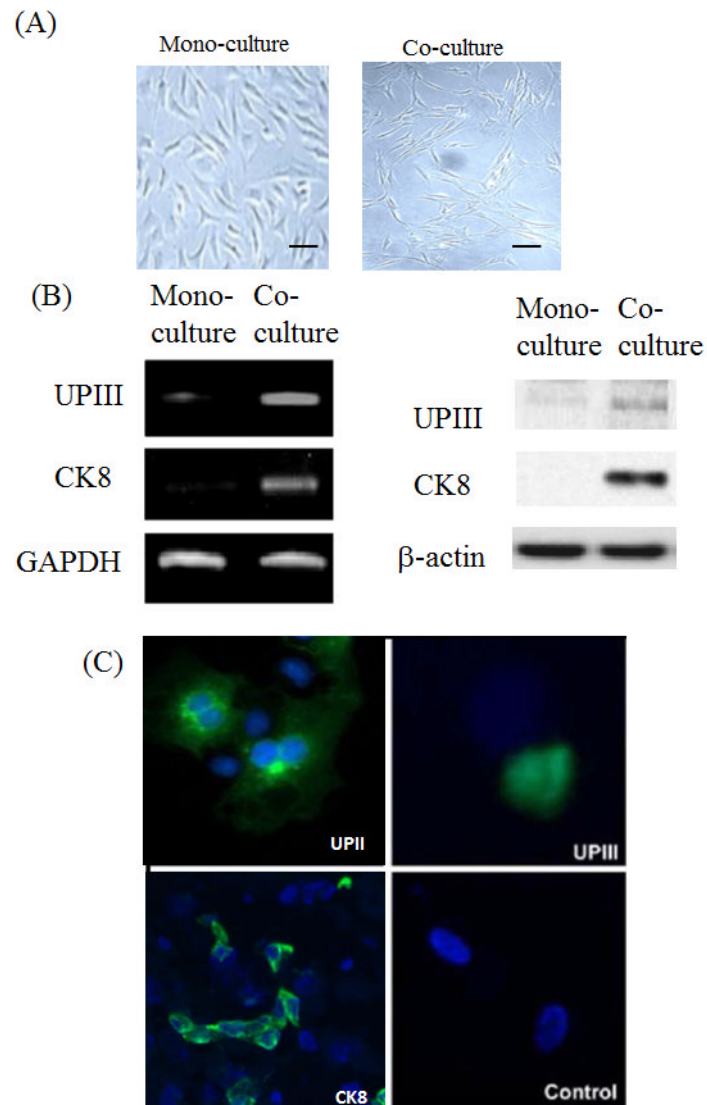 (A)
Mono-culture
Co-culture
(B)
Mono-
culture
Co-
culture
UPIII
CK8
GAPDH
Mono-
culture
Co-
culture
UPIII
CK8
β-actin
(C)
UPII
UPIII
CK8
Control